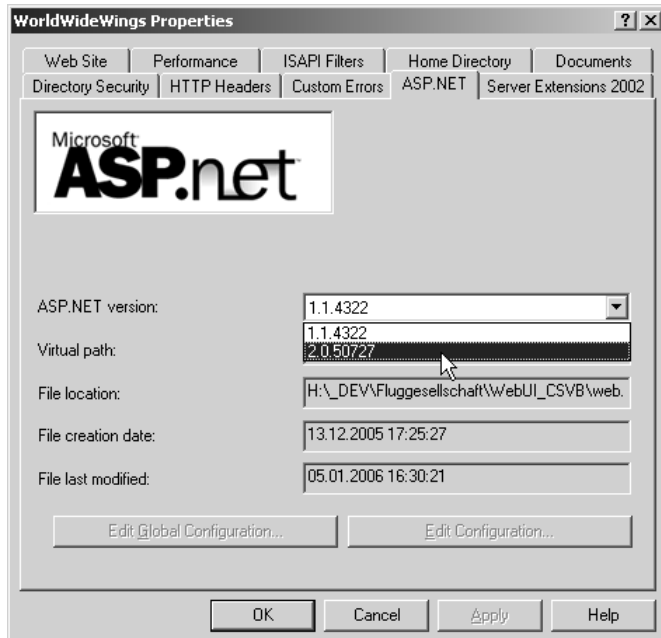 WorldWideWings Properties
Web Site Performance ISAPI Filters Home Directory Documents
Directory Security HTTP Headers Custom Errors ASP.NET Server Extensions 2002
Microsoft
ASP.net
ASP.NET version: 1.1.4322
1.1.4322
Virtual path: 2.0.50727
File location: H:\_DEV\Fluggesellschaft\WebUI_CSVB\web.
File creation date: 13.12.2005 17:25:27
File last modified: 05.01.2006 16:30:21
Edit Global Configuration... Edit Configuration...
OK Cancel Apply Help